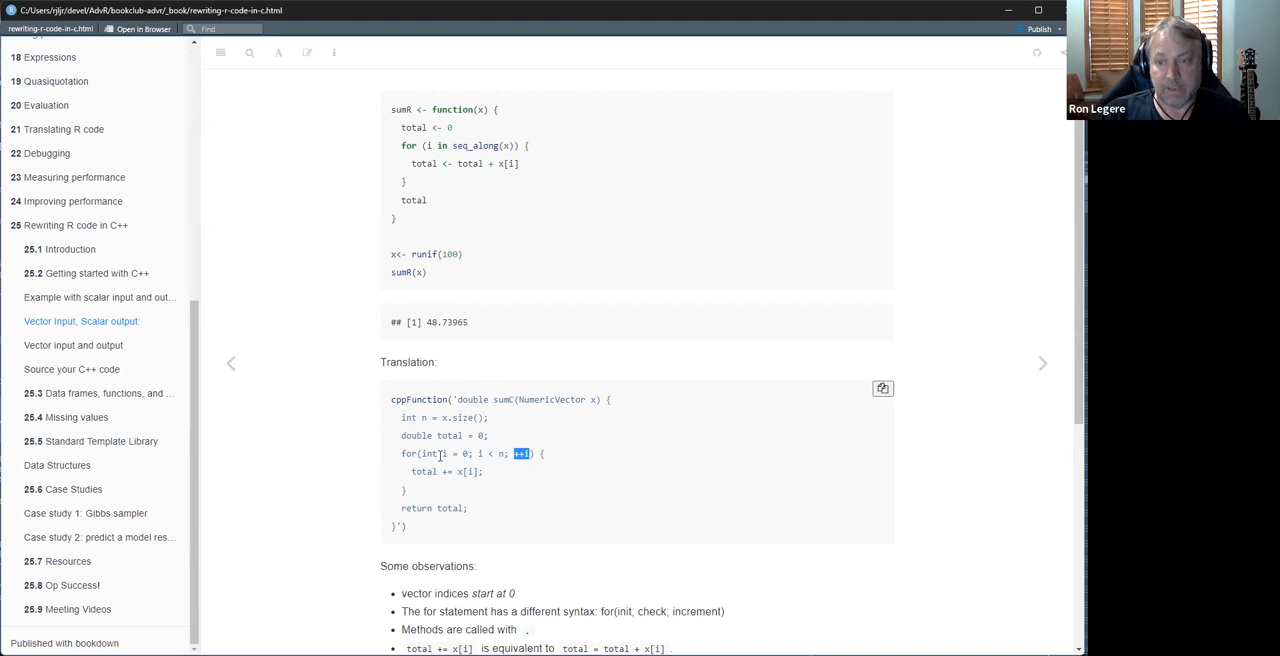 C:/Users/rjljr/devel/AdvR/bookclub-advr/_book/rewriting-r-code-in-c.html
rewriting-r-code-in-c.html
Open in Browser
Find
Publish
Ron Legere
18 Expressions
19 Quasiquotation
20 Evaluation
21 Translating R code
22 Debugging
23 Measuring performance
24 Improving performance
25 Rewriting R code in C++
25.1 Introduction
25.2 Getting started with C++
Example with scalar input and out…
Vector Input, Scalar output:
Vector input and output
Source your C++ code
25.3 Data frames, functions, and …
25.4 Missing values
25.5 Standard Template Library
Data Structures
25.6 Case Studies
Case study 1: Gibbs sampler
Case study 2: predict a model res…
25.7 Resources
25.8 Op Success!
25.9 Meeting Videos
Published with bookdown
sumR <- function(x) {
total <- 0
for (i in seq_along(x)) {
total <- total + x[i]
}
total
}
x<- runif(100)
sumR(x)
## [1] 48.73965
Translation:
cppFunction('double sumC(NumericVector x) {
int n = x.size();
double total = 0;
for(int i = 0; i < n; ++i) {
total += x[i];
}
return total;
}')
Some observations:
• vector indices start at 0
• The for statement has a different syntax: for(init; check; increment)
• Methods are called with .
• total += x[i] is equivalent to total = total + x[i] .